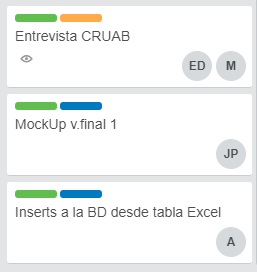 Entrevista CRUAB
ED M
MockUp v.final 1
JP
Inserts a la BD desde tabla Excel
A